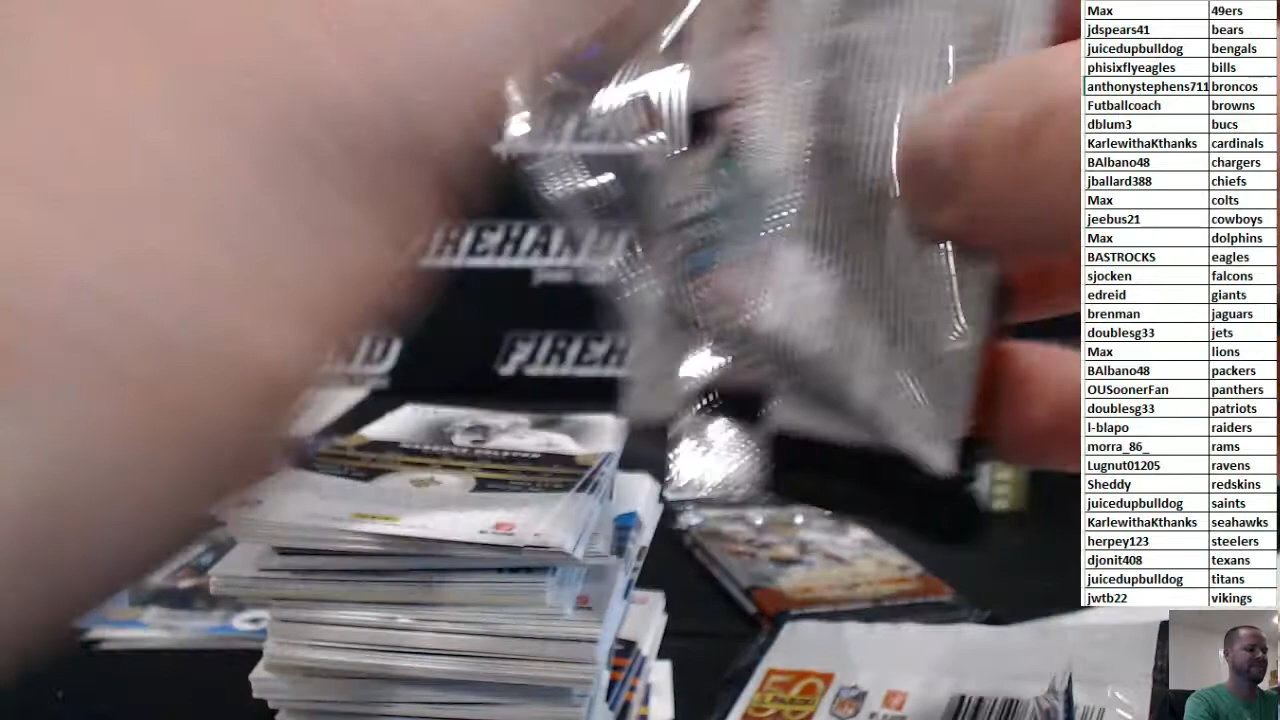 Max 49ers
jdspears41 bears
juicedupbulldog bengals
phisixflyeagles bills
anthonystephens711 broncos
Futballcoach browns
dblum3 bucs
KarlewithaKthanks cardinals
BAlbano48 chargers
jballard388 chiefs
Max colts
jeebus21 cowboys
Max dolphins
BASTROCKS eagles
sjocken falcons
edreid giants
brenman jaguars
doublesg33 jets
Max lions
BAlbano48 packers
OUSoonerFan panthers
doublesg33 patriots
l-blapo raiders
morra_86_ rams
Lugnut01205 ravens
Sheddy redskins
juicedupbulldog saints
KarlewithaKthanks seahawks
herpey123 steelers
djonit408 texans
juicedupbulldog titans
jwtb22 vikings
REHAND
ND FIREH
50